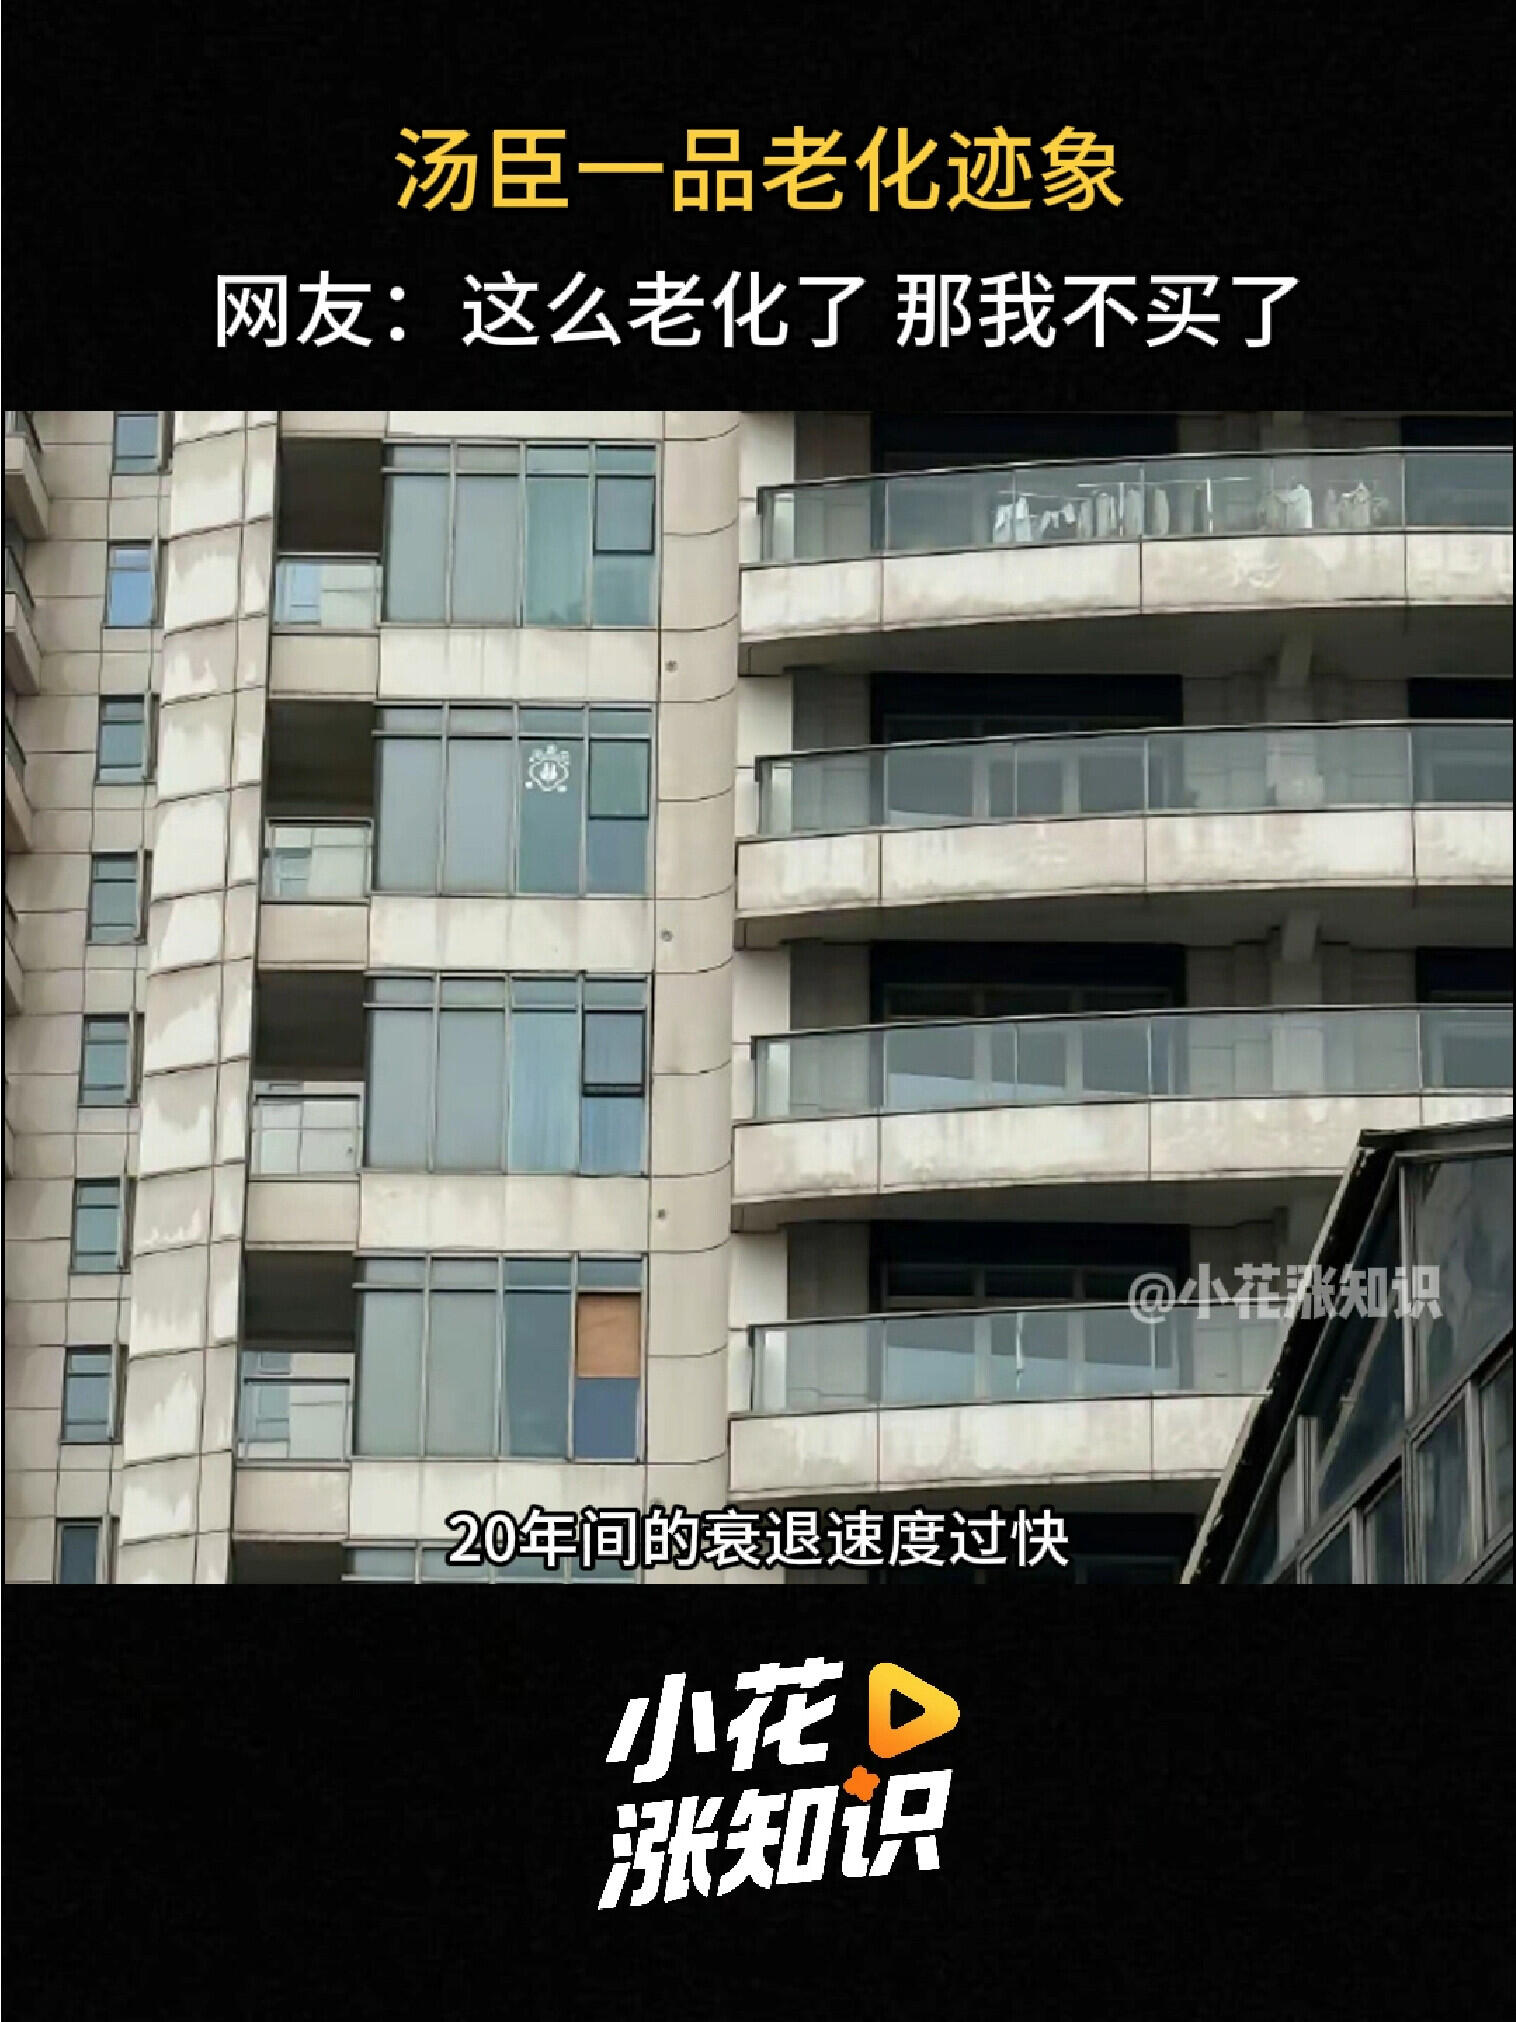 汤臣一品老化迹象
网友：这么老化了 那我不买了
@小花涨知识
20年间的衰退速度过快
小花
涨知识